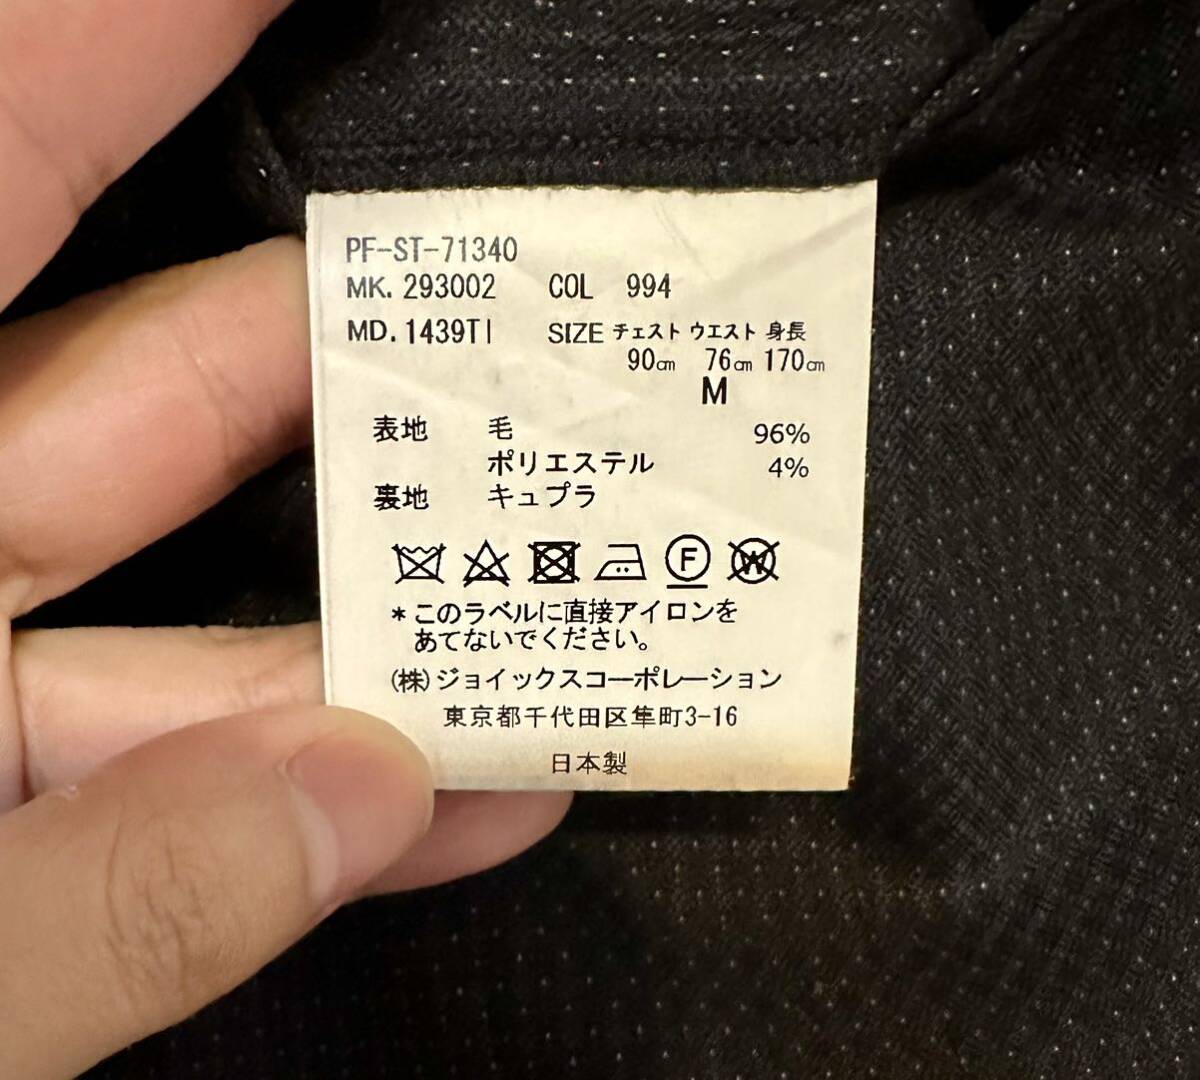 PF-ST-71340
MK. 293002 COL 994
MD. 1439TI SIZE チェスト ウエスト 身長
90㎝ 76㎝ 170㎝
M
表地 毛 96%
ポリエステル 4%
裏地 キュプラ
F W
*このラベルに直接アイロンを
あてないでください。
(株)ジョイックスコーポレーション
東京都千代田区隼町3-16
日本製